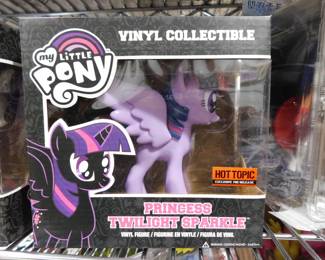 my LiTTLE
PONY
VINYL COLLECTIBLE
HOT TOPIC
EXCLUSIVE PRE-RELEASE
PRINCESS
TWILIGHT SPARKLE
VINYL FIGURE / FIGURINE EN VINYLE / FIGURA DE VINIL